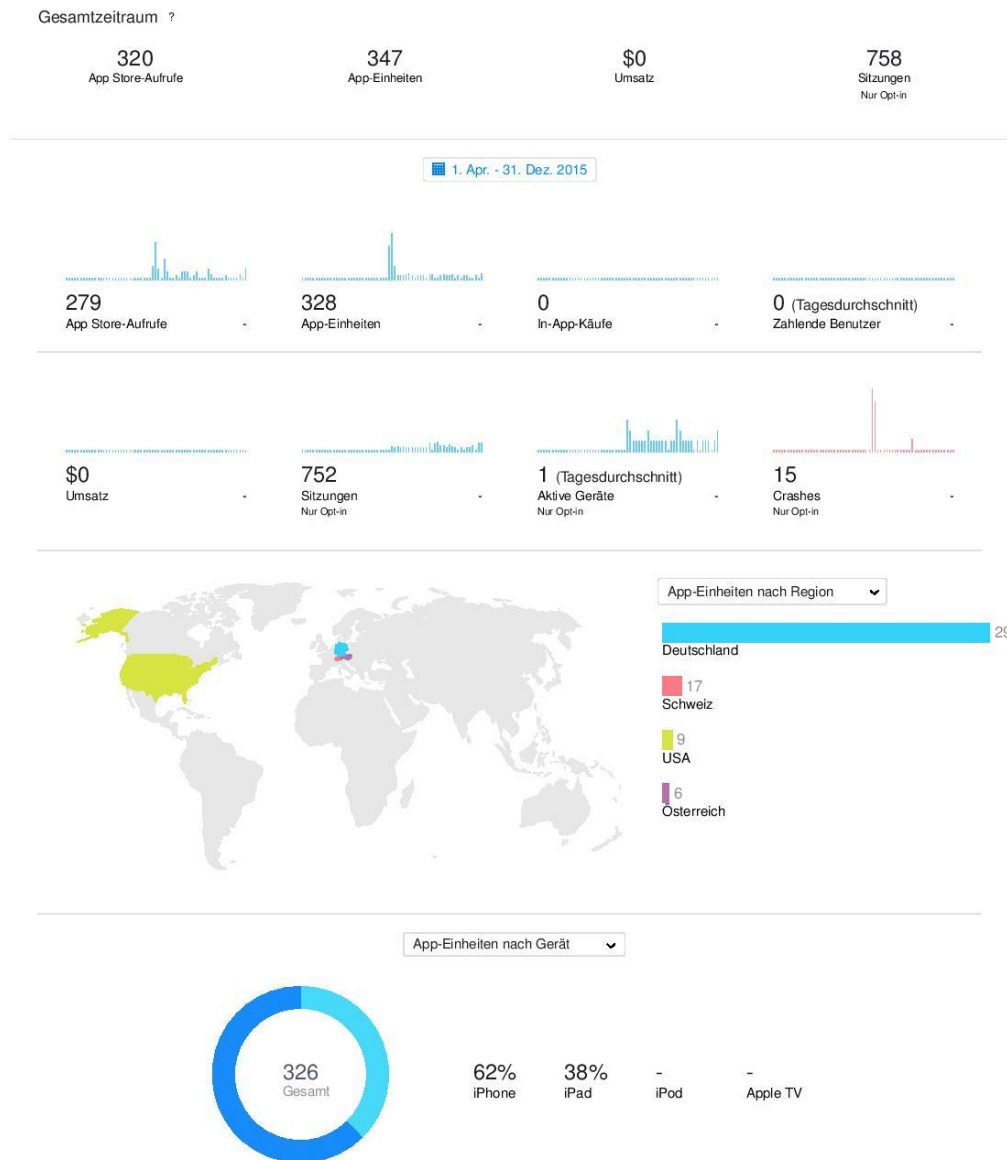 Gesamtzeitraum ?
320 347 $0 758
App Store-Aufrufe App-Einheiten Umsatz Sitzungen
Nur Opt-in
1. Apr. - 31. Dez. 2015
279 328 0 0 (Tagesdurchschnitt)
App Store-Aufrufe - App-Einheiten - In-App-Käufe - Zahlende Benutzer -
$0 752 1 (Tagesdurchschnitt) 15
Umsatz - Sitzungen - Aktive Geräte - Crashes -
Nur Opt-in Nur Opt-in Nur Opt-in
App-Einheiten nach Region
Deutschland
17
Schweiz
9
USA
6
Österreich
App-Einheiten nach Gerät
326 62% 38% - -
Gesamt iPhone iPad iPod Apple TV